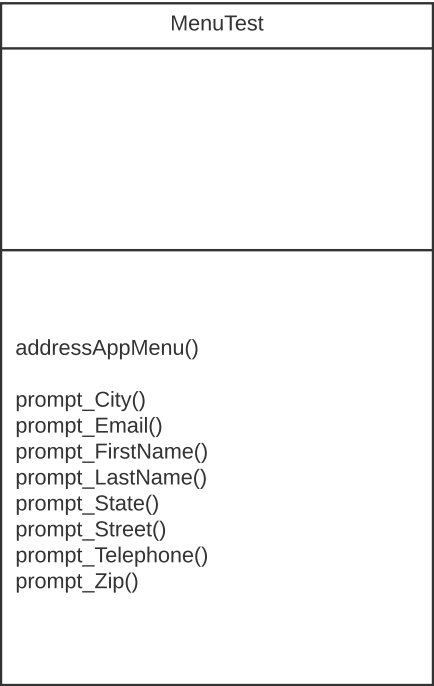 MenuTest
addressAppMenu()
prompt_City()
prompt_Email()
prompt_FirstName()
prompt_LastName()
prompt_State()
prompt_Street()
prompt_Telephone()
prompt_Zip()